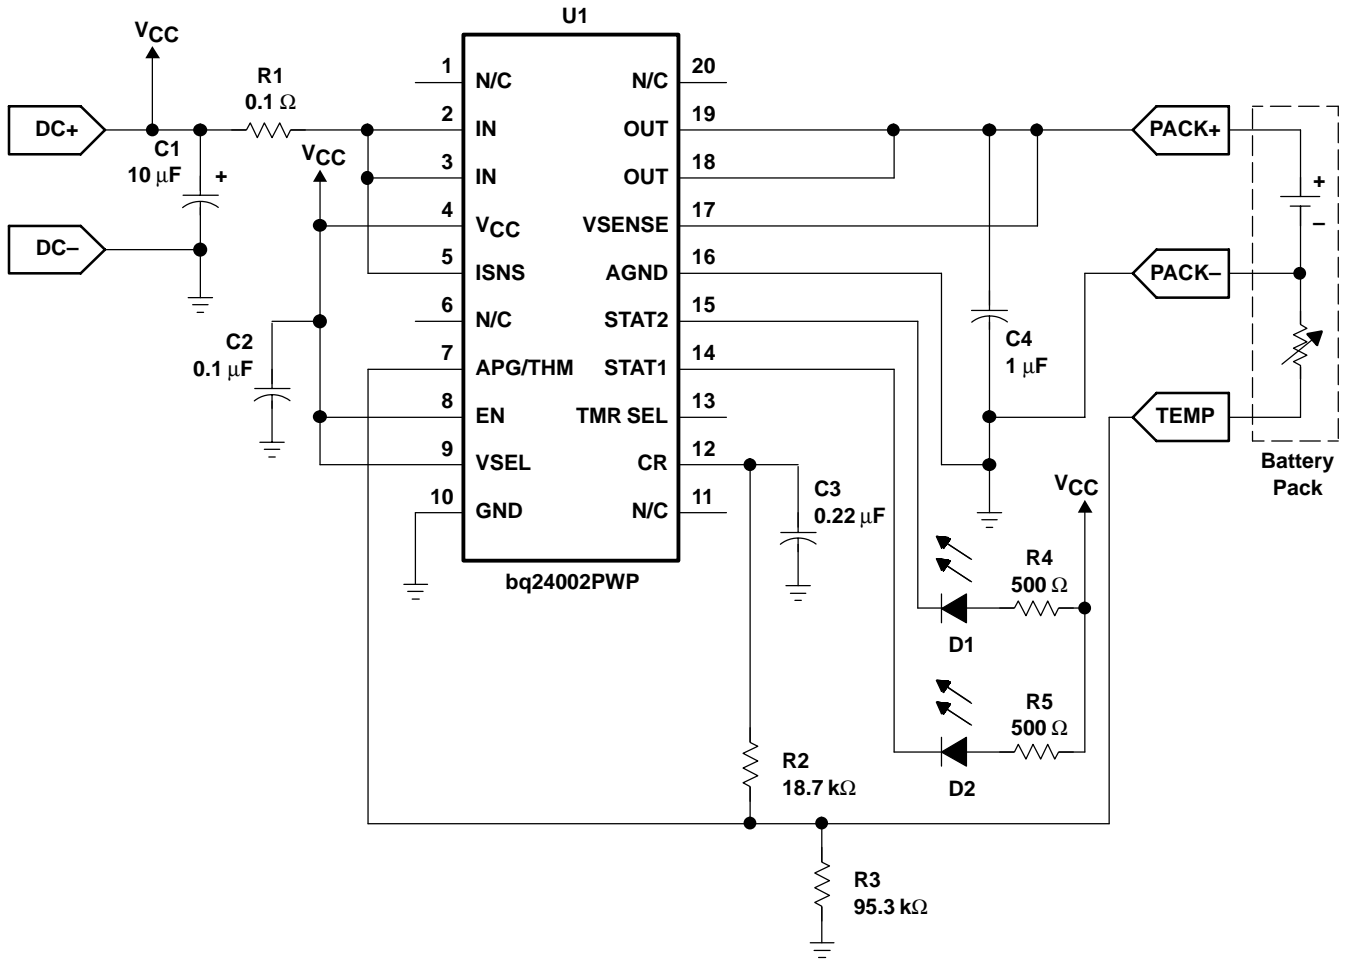 U1
VCC
DC+
C1
10 μF
+
R1
0.1 Ω
DC−
VCC
C2
0.1 μF
1
N/C
2
IN
3
IN
4
VCC
5
ISNS
6
N/C
7
APG/THM
8
EN
9
VSEL
10
GND
20
N/C
19
OUT
18
OUT
17
VSENSE
16
AGND
15
STAT2
14
STAT1
13
TMR SEL
12
CR
11
N/C
bq24002PWP
C3
0.22 μF
C4
1 μF
PACK+
PACK−
TEMP
+
−
Battery
Pack
VCC
R4
500 Ω
D1
R5
500 Ω
D2
R2
18.7 kΩ
R3
95.3 kΩ